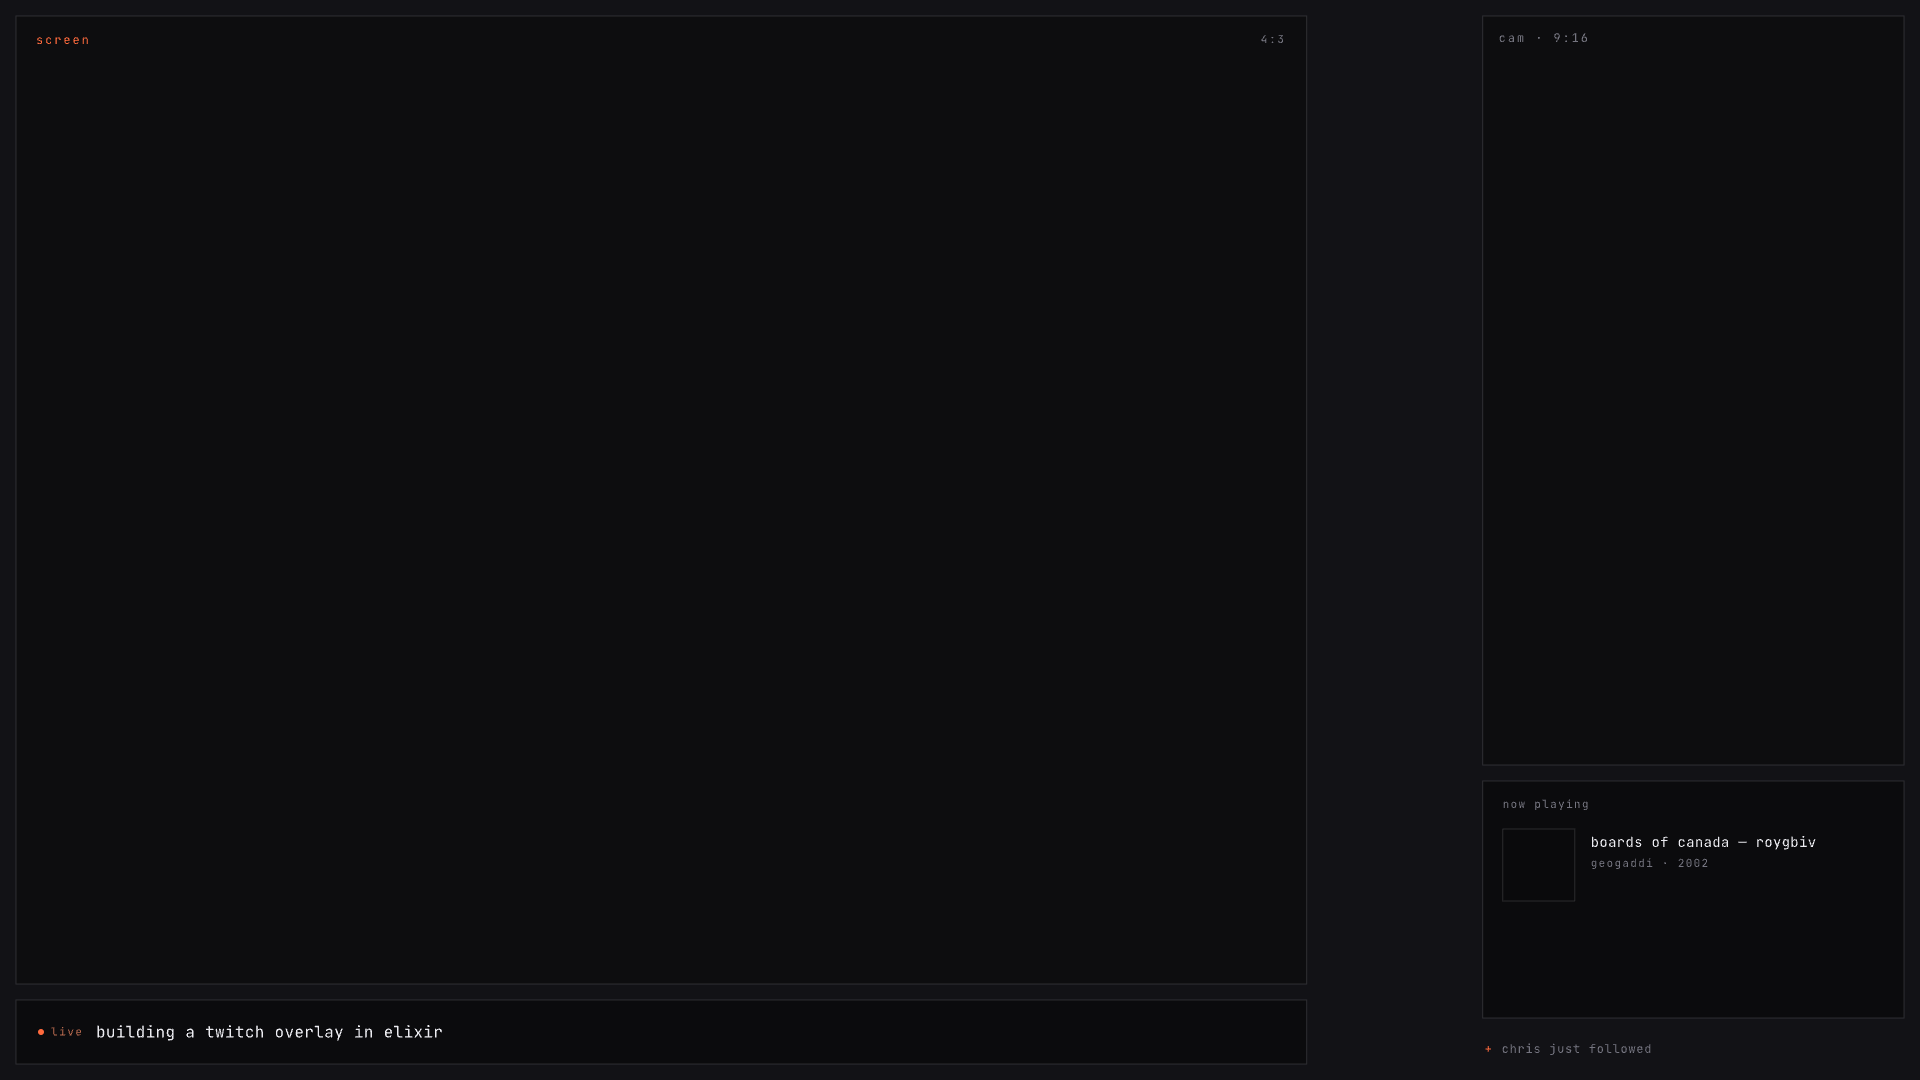 screen
4:3
cam · 9:16
now playing
boards of canada — roygbiv
geogaddi · 2002
● live building a twitch overlay in elixir
+ chris just followed